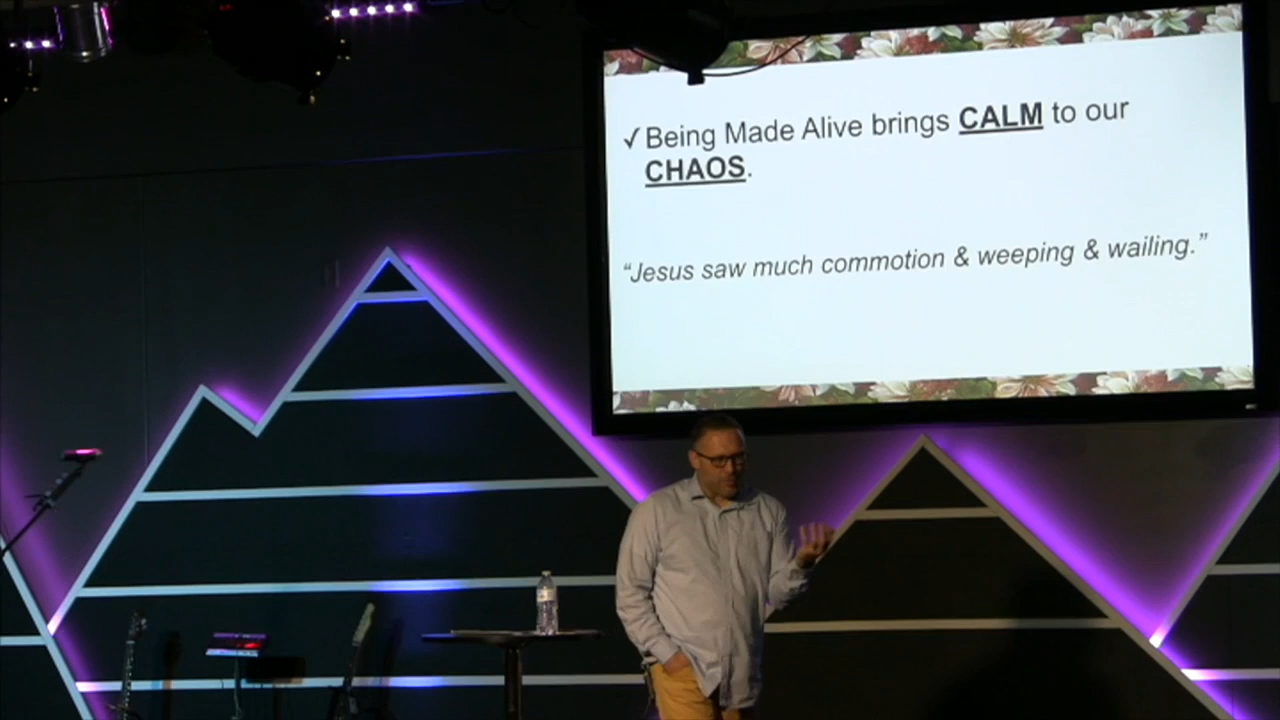 ✓Being Made Alive brings CALM to our
CHAOS.
“Jesus saw much commotion & weeping & wailing.”